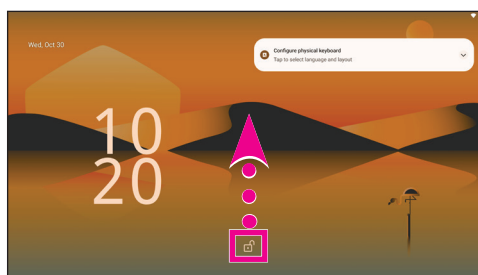 Wed, Oct 30
Configure physical keyboard
Tap to select language and layout
10
20